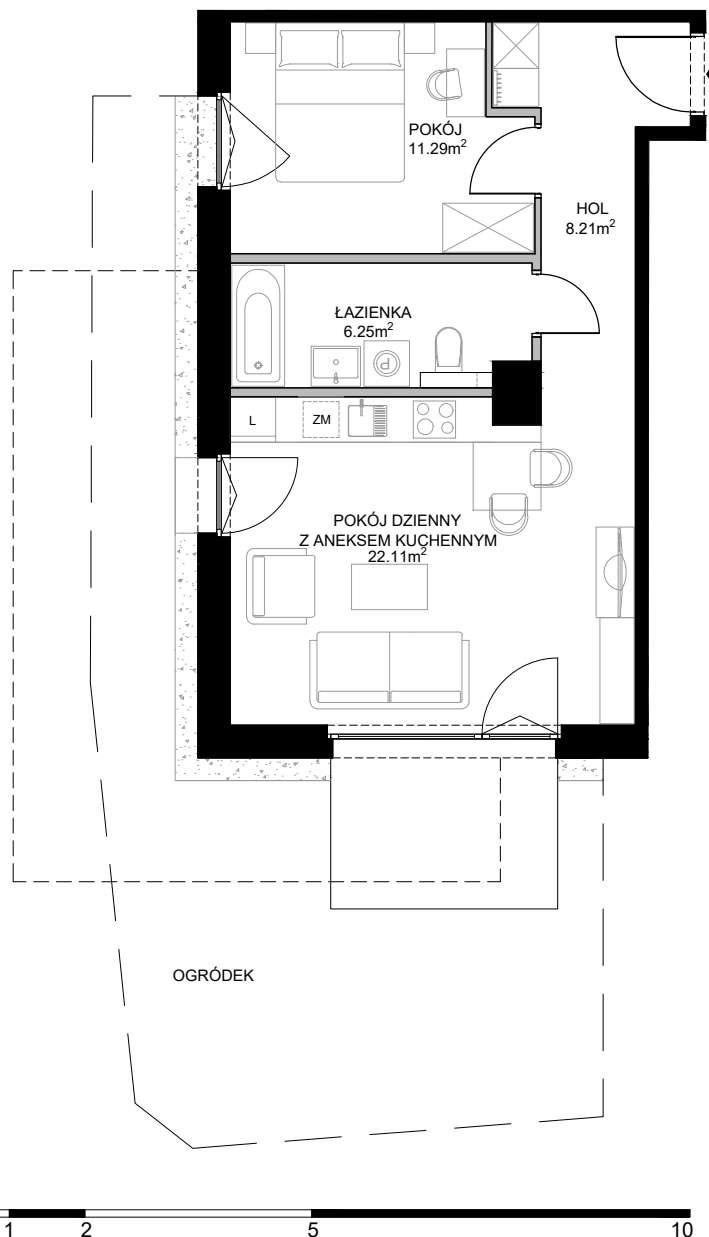 POKÓJ
11.29m²
HOL
8.21m²
ŁAZIENKA
6.25m²
P
L
ZM
POKÓJ DZIENNY
Z ANEKSEM KUCHENNYM
22.11m²
OGRÓDEK
1 2 5 10